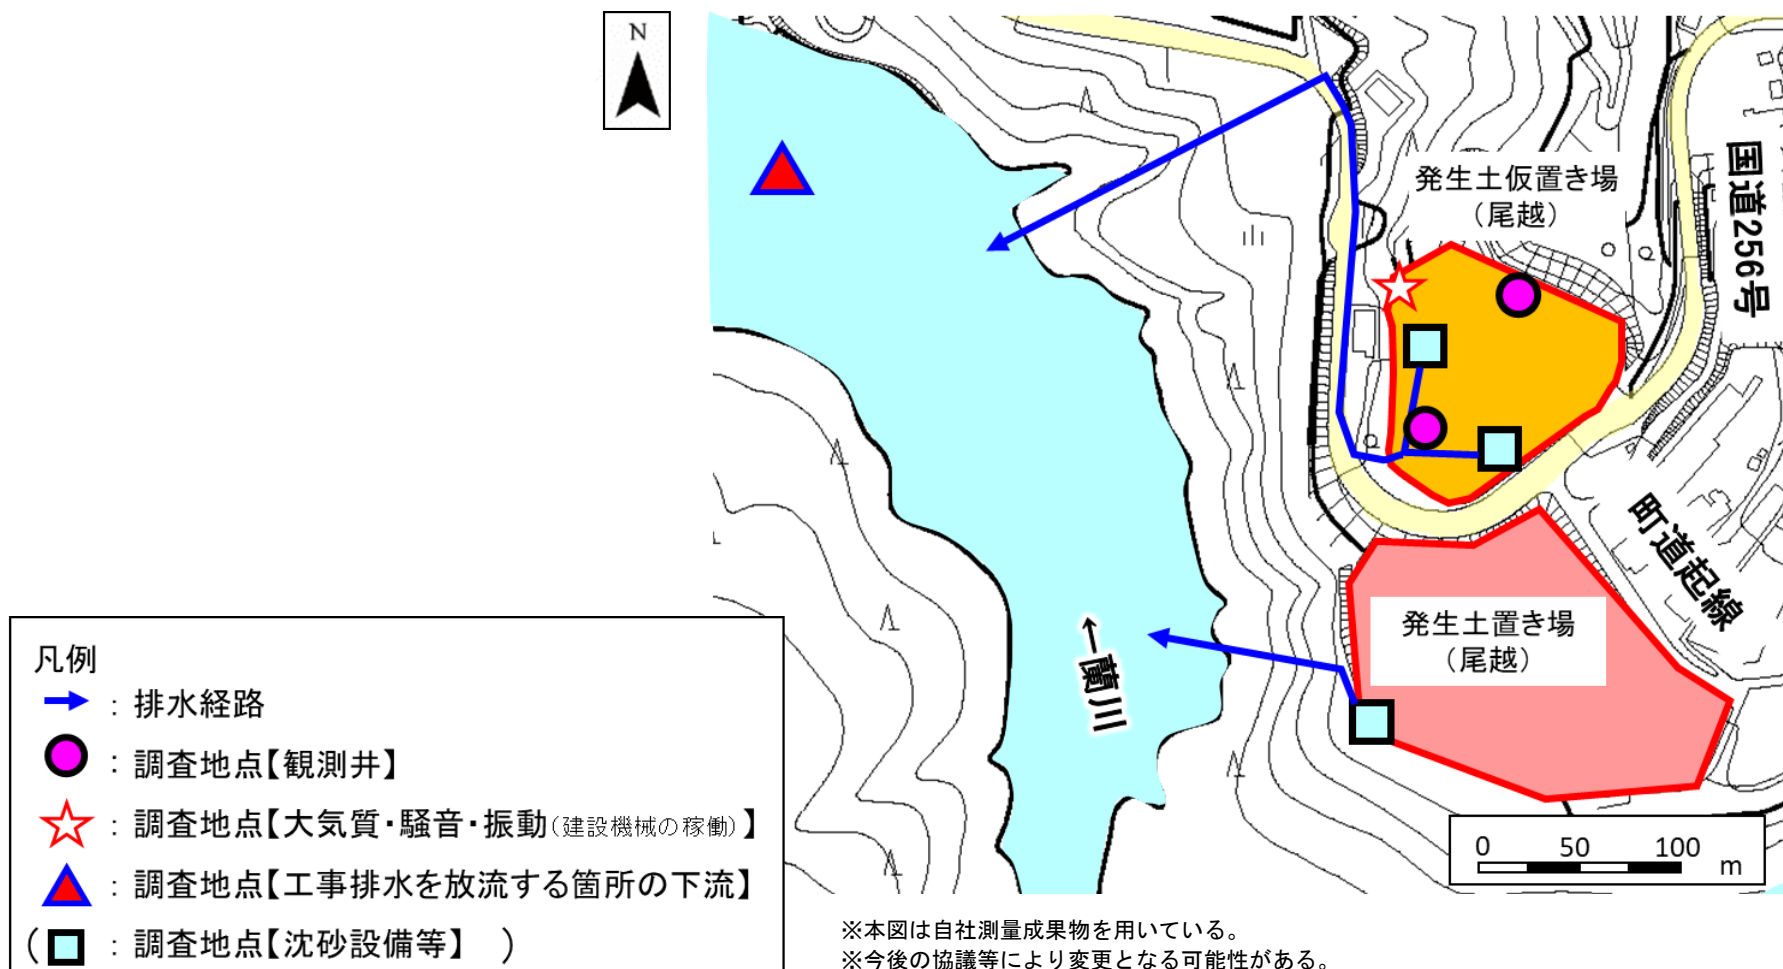 N
発生土仮置き場
（尾越）
国道256号
町道起線
発生土置き場
（尾越）
←蘭川
0 50 100 m
凡例
：排水経路
：調査地点【観測井】
：調査地点【大気質・騒音・振動（建設機械の稼働）】
：調査地点【工事排水を放流する箇所の下流】
（ ：調査地点【沈砂設備等】 ）
※本図は自社測量成果物を用いている。
※今後の協議等により変更となる可能性がある。